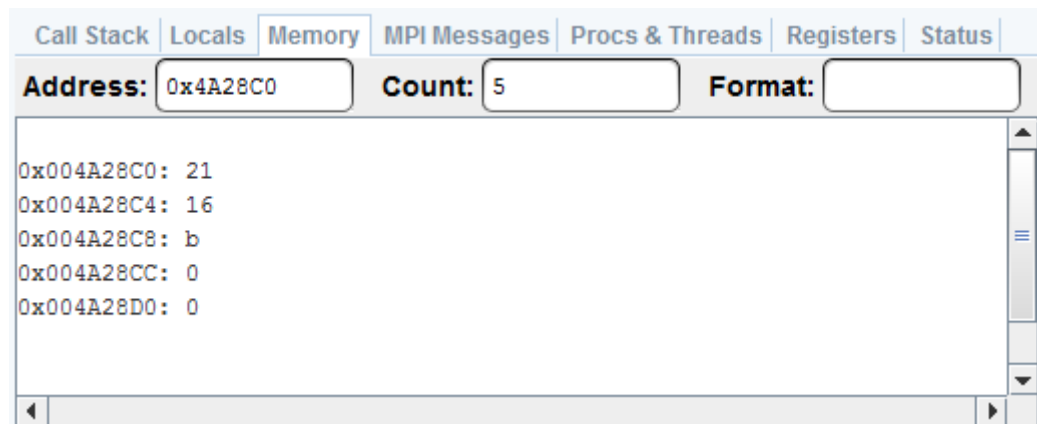 Call Stack Locals Memory MPI Messages Procs & Threads Registers Status
Address: 0x4A28C0 Count: 5 Format:
0x004A28C0: 21
0x004A28C4: 16
0x004A28C8: b
0x004A28CC: 0
0x004A28D0: 0